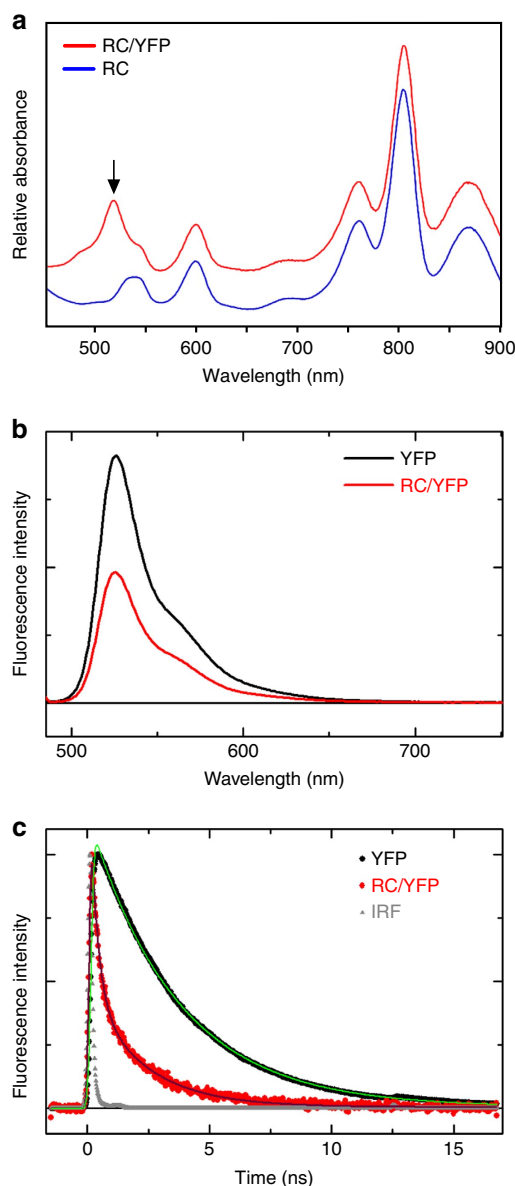 a
RC/YFP
RC
Relative absorbance
500 600 700 800 900
Wavelength (nm)
b
YFP
RC/YFP
Fluorescence intensity
500 600 700
Wavelength (nm)
c
YFP
RC/YFP
IRF
Fluorescence intensity
0 5 10 15
Time (ns)